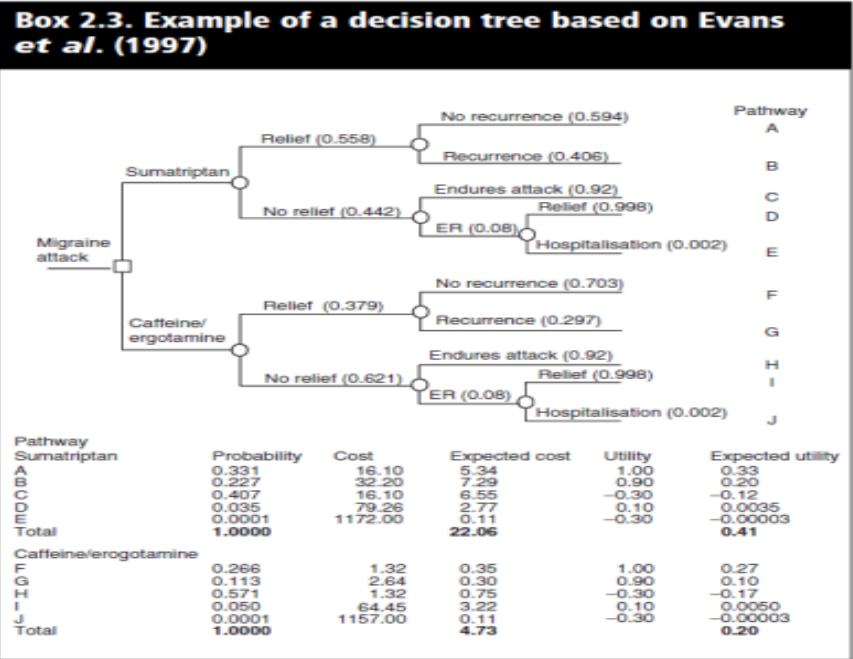 Box 2.3. Example of a decision tree based on Evans
et al. (1997)
Pathway
No recurrence (0.594)
A
Relief (0.558)
Recurrence (0.406)
B
Sumatriptan
Endures attack (0.92)
C
Relief (0.998)
D
No relief (0.442)
ER (0.08)
Hospitalisation (0.002)
E
Migraine
attack
No recurrence (0.703)
F
Relief (0.379)
Recurrence (0.297)
G
Caffeine/
ergotamine
Endures attack (0.92)
H
Relief (0.998)
I
No relief (0.621)
ER (0.08)
Hospitalisation (0.002)
J
Pathway
Sumatriptan Probability Cost Expected cost Utility Expected utility
A 0.331 16.10 5.34 1.00 0.33
B 0.227 32.20 7.29 0.90 0.20
C 0.407 16.10 6.55 −0.30 −0.12
D 0.035 79.26 2.77 0.10 0.0035
E 0.0001 1172.00 0.11 −0.30 −0.00003
Total 1.0000 22.06 0.41
Caffeine/erogotamine
F 0.266 1.32 0.35 1.00 0.27
G 0.113 2.64 0.30 0.90 0.10
H 0.571 1.32 0.75 −0.30 −0.17
I 0.050 64.45 3.22 0.10 0.0050
J 0.0001 1157.00 0.11 −0.30 −0.00003
Total 1.0000 4.73 0.20